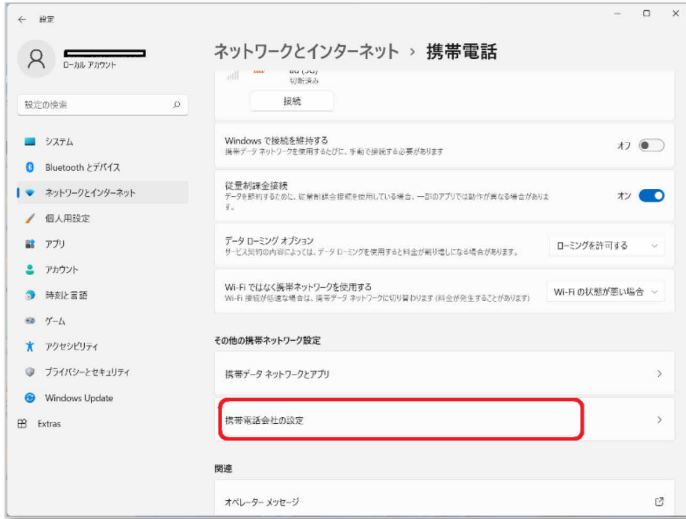 設定
ローカル アカウント
設定の検索
システム
Bluetooth とデバイス
ネットワークとインターネット
個人用設定
アプリ
アカウント
時刻と言語
ゲーム
アクセシビリティ
プライバシーとセキュリティ
Windows Update
Extras
ネットワークとインターネット › 携帯電話
切断済み
接続
Windows で接続を維持する
携帯データ ネットワークを使用するたびに、手動で接続する必要があります
オフ
従量制課金接続
データを節約するために、従量制課金接続を使用している場合、一部のアプリでは動作が異なる場合がありま
す。
オン
データ ローミング オプション
サービス契約の内容によっては、データ ローミングを使用すると料金が割り増しになる場合があります。
ローミングを許可する
Wi-Fi ではなく携帯ネットワークを使用する
Wi-Fi 接続が低速な場合は、携帯データ ネットワークに切り替わります (料金が発生することがあります)
Wi-Fi の状態が悪い場合
その他の携帯ネットワーク設定
携帯データ ネットワークとアプリ
携帯電話会社の設定
関連
オペレーター メッセージ